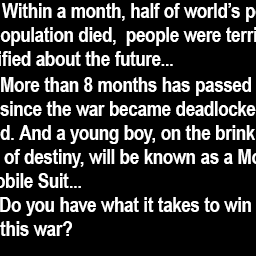 Within a month, half of world's p
opulation died,  people were terri
ified about the future...
More than 8 months has passed
since the war became deadlocke
d. And a young boy, on the brink
of destiny, will be known as a Mo
obile Suit...
Do you have what it takes to win
this war?